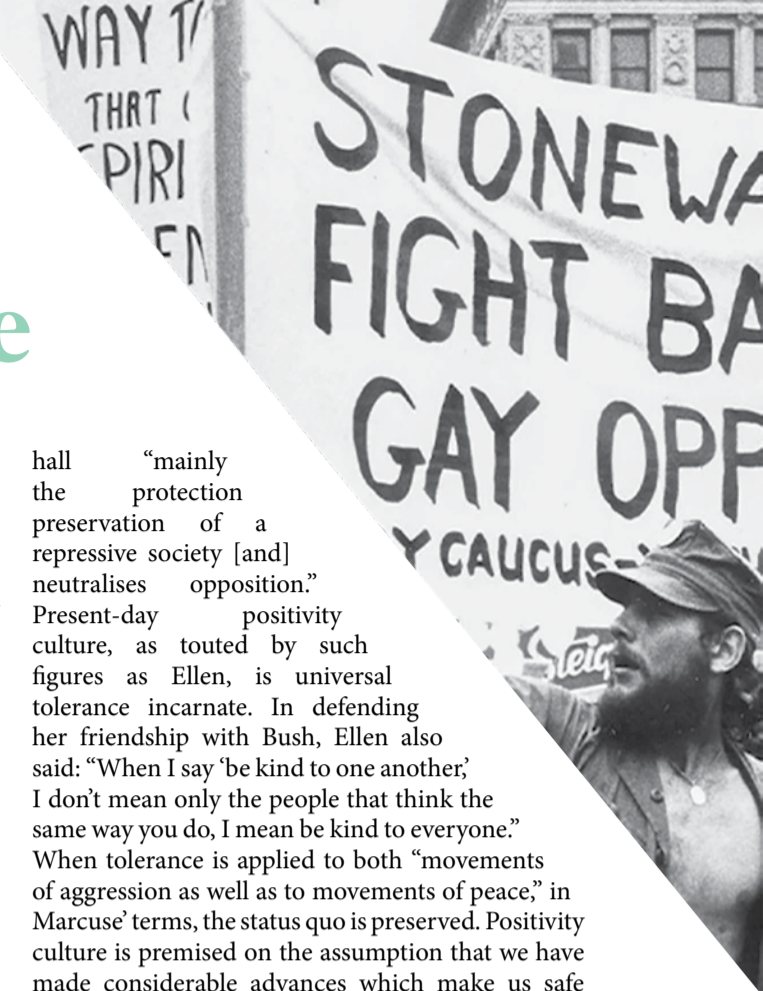 WAY
THAT
STONEWA
FIGHT BA
GAY OPP
Y CAUCUS
e
hall “mainly
the protection
preservation of a
repressive society [and]
neutralises opposition.”
Present-day positivity
culture, as touted by such
figures as Ellen, is universal
tolerance incarnate. In defending
her friendship with Bush, Ellen also
said: “When I say ‘be kind to one another,’
I don’t mean only the people that think the
same way you do, I mean be kind to everyone.”
When tolerance is applied to both “movements
of aggression as well as to movements of peace,” in
Marcuse’ terms, the status quo is preserved. Positivity
culture is premised on the assumption that we have
made considerable advances which make us safe